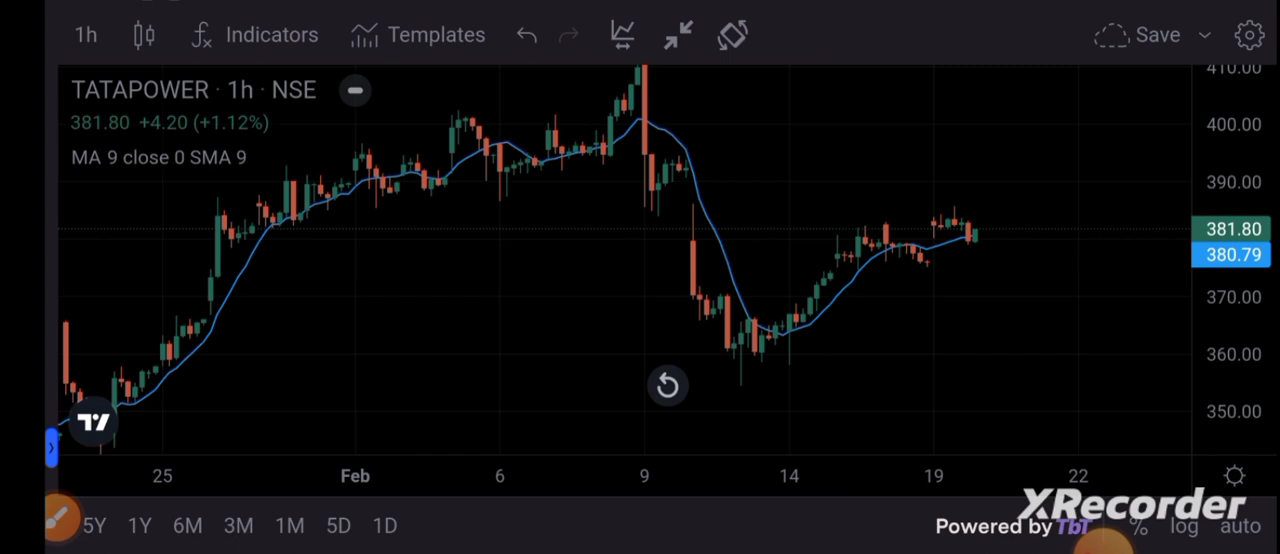 1h Indicators Templates Save
TATAPOWER · 1h · NSE
381.80 +4.20 (+1.12%)
MA 9 close 0 SMA 9
410.00
400.00
390.00
381.80
380.79
370.00
360.00
350.00
25 Feb 6 9 14 19 22
XRecorder
5Y 1Y 6M 3M 1M 5D 1D Powered by TbT % log auto